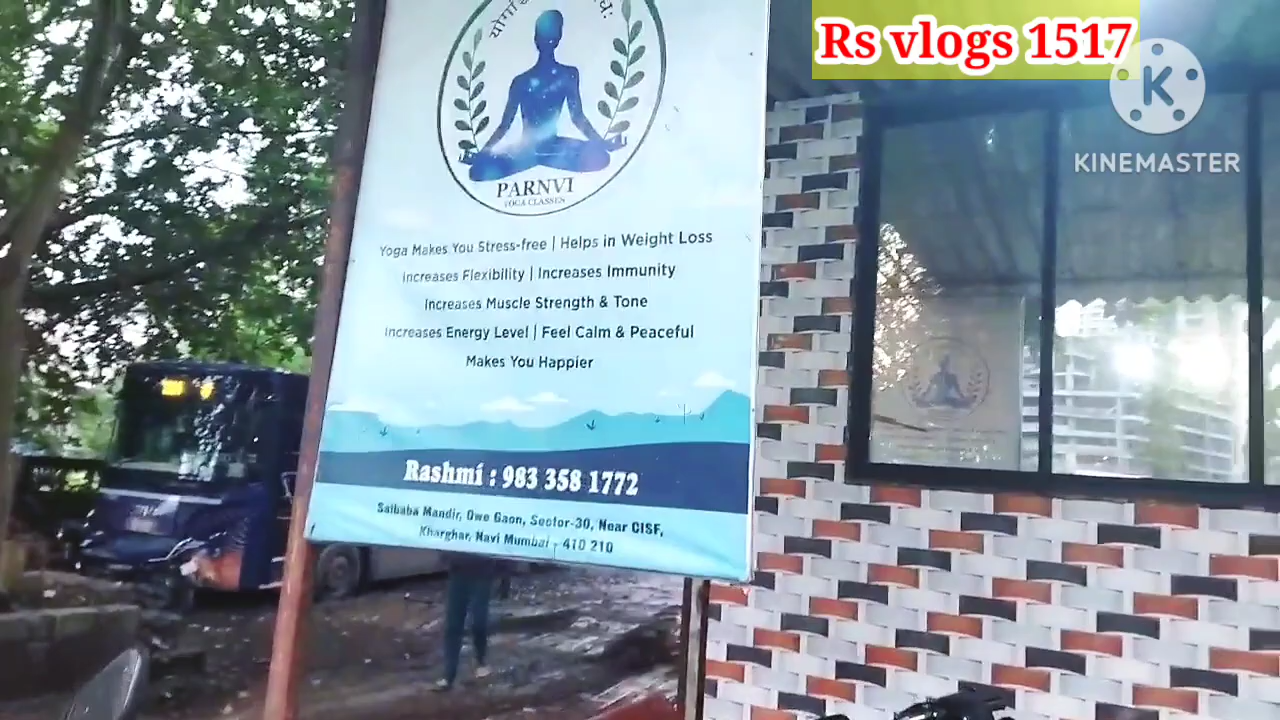 Rs vlogs 1517
KINEMASTER
PARNVI
YOGA CLASSES
Yoga Makes You Stress-free | Helps in Weight Loss
Increases Flexibility | Increases Immunity
Increases Muscle Strength & Tone
Increases Energy Level | Feel Calm & Peaceful
Makes You Happier
Rashmi : 983 358 1772
Saibaba Mandir, Owe Gaon, Sector-30, Near CISF,
Kharghar, Navi Mumbai - 410 210